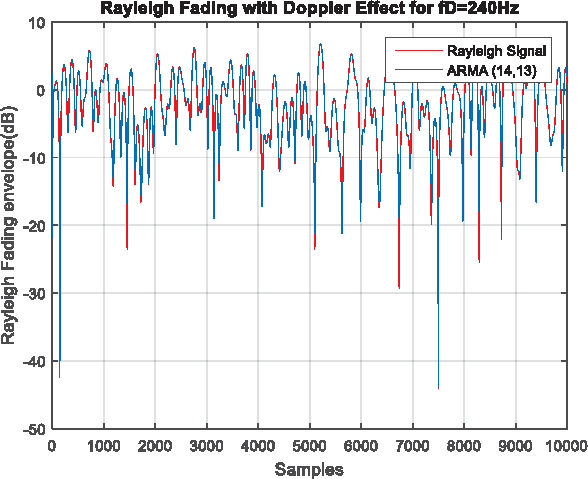 Rayleigh Fading with Doppler Effect for fD=240Hz
Rayleigh Fading envelope(dB)
10
0
-10
-20
-30
-40
-50
Rayleigh Signal
ARMA (14,13)
0 1000 2000 3000 4000 5000 6000 7000 8000 9000 10000
Samples